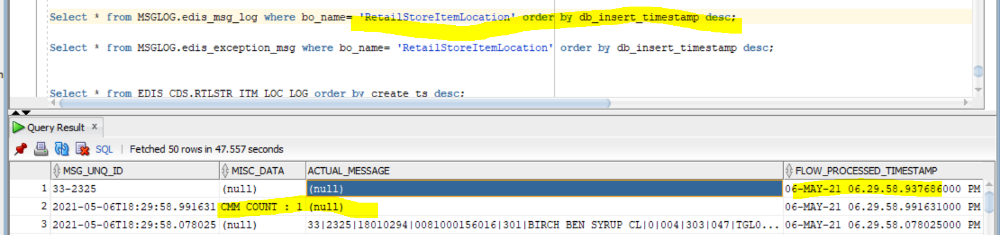 Select * from MSGLOG.edis_msg_log where bo_name= 'RetailStoreItemLocation' order by db_insert_timestamp desc;
Select * from MSGLOG.edis_exception_msg where bo_name= 'RetailStoreItemLocation' order by db_insert_timestamp desc;
Select * from EDIS_CDS.RTLSTR_ITM_LOC_LOG order by create_ts desc;
Query Result x
SQL | Fetched 50 rows in 47.557 seconds
MSG_UNQ_ID MISC_DATA ACTUAL_MESSAGE FLOW_PROCESSED_TIMESTAMP
1 33-2325 (null) (null) 06-MAY-21 06.29.58.937686000 PM
2 2021-05-06T18:29:58.991631 CMM COUNT : 1 (null) 06-MAY-21 06.29.58.991631000 PM
3 2021-05-06T18:29:58.078025 (null) 33|2325|18010294|0081000156016|301|BIRCH BEN SYRUP CL|0|004|303|047|TGL0... 06-MAY-21 06.29.58.078025000 PM